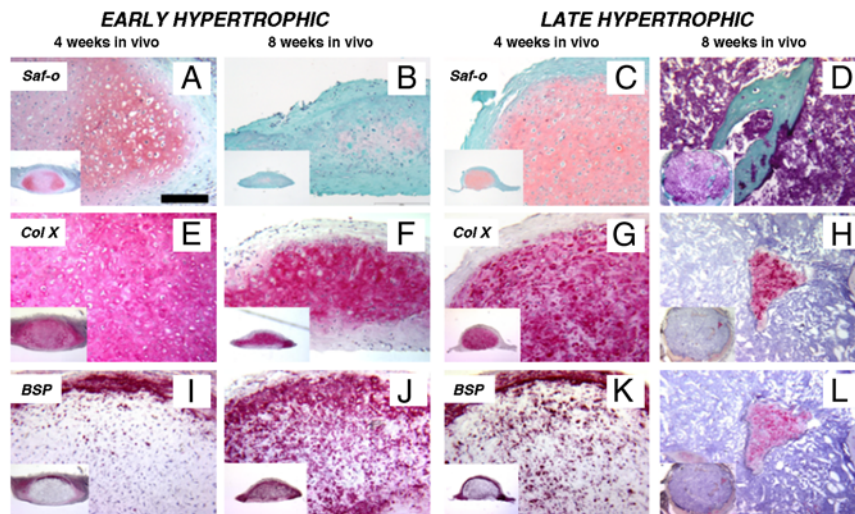 EARLY HYPERTROPHIC LATE HYPERTROPHIC
4 weeks in vivo 8 weeks in vivo 4 weeks in vivo 8 weeks in vivo
Saf-o A B Saf-o C D
Col X E F Col X G H
BSP I J BSP K L